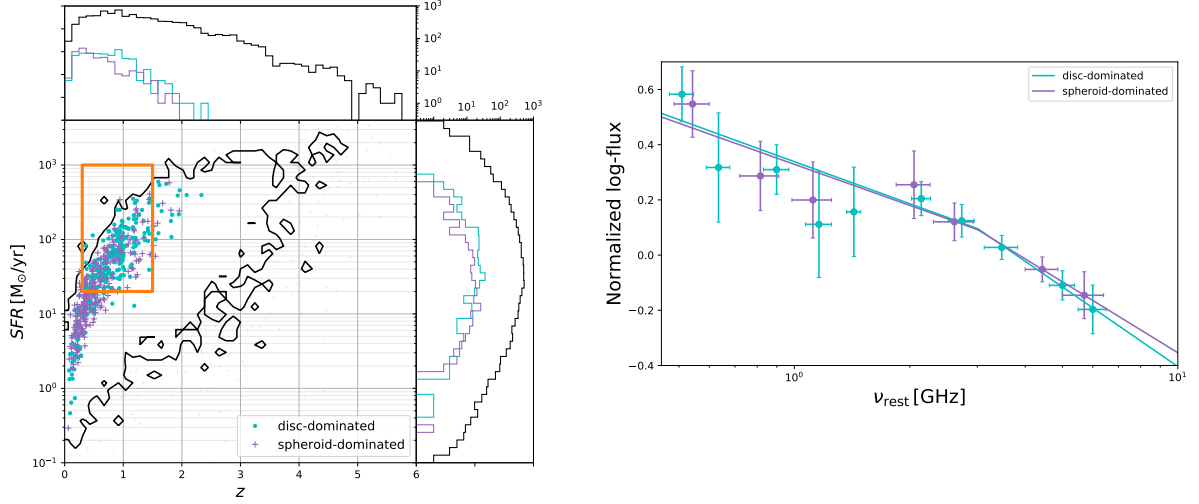 10³
10²
10¹
10⁰
10¹ 10² 10³
10³
10²
10¹
10⁰
10⁻¹
SFR [M☉/yr]
disc-dominated
spheroid-dominated
0 1 2 3 4 5 6
z
0.6
0.4
0.2
0.0
−0.2
−0.4
Normalized log-flux
disc-dominated
spheroid-dominated
10⁰ 10¹
ν_rest [GHz]